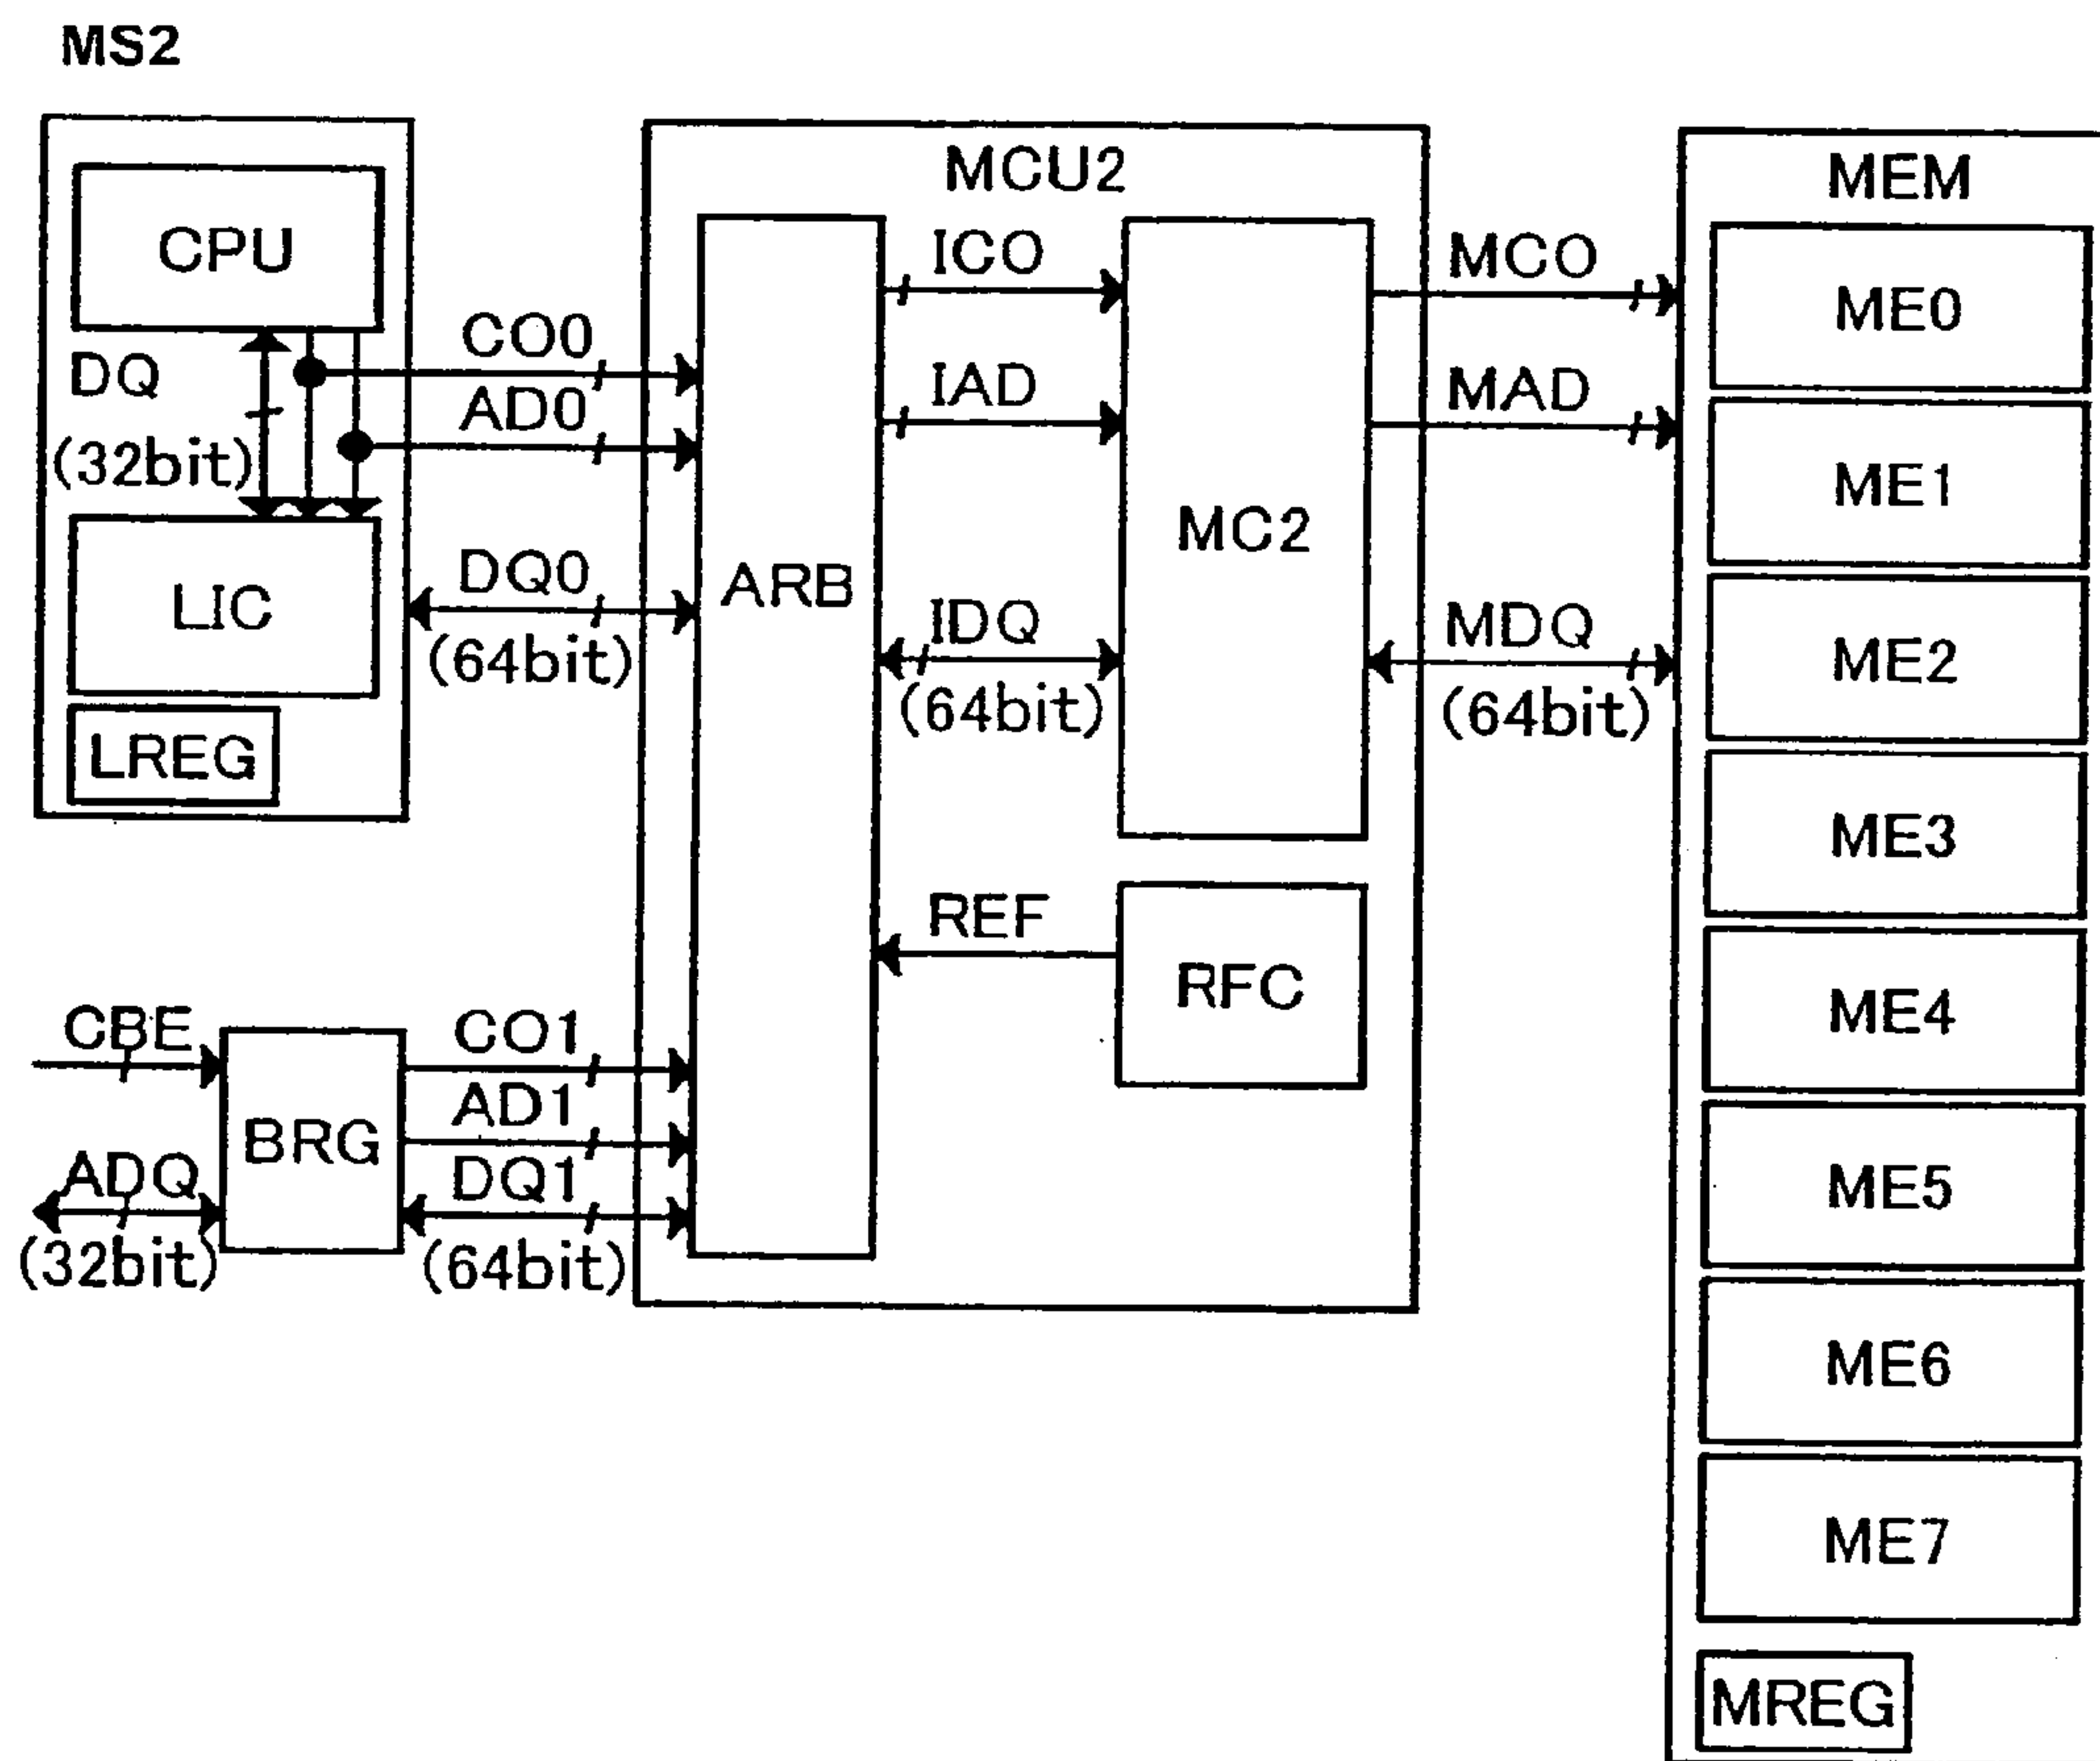 MS2
CPU
DQ
(32bit)
LIC
LREG
CO0
AD0
DQ0
(64bit)
CBE
ADQ
(32bit)
BRG
CO1
AD1
DQ1
(64bit)
MCU2
ARB
ICO
IAD
IDQ
(64bit)
MC2
REF
RFC
MCO
MAD
MDQ
(64bit)
MEM
ME0
ME1
ME2
ME3
ME4
ME5
ME6
ME7
MREG